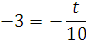 −3 = −t/10